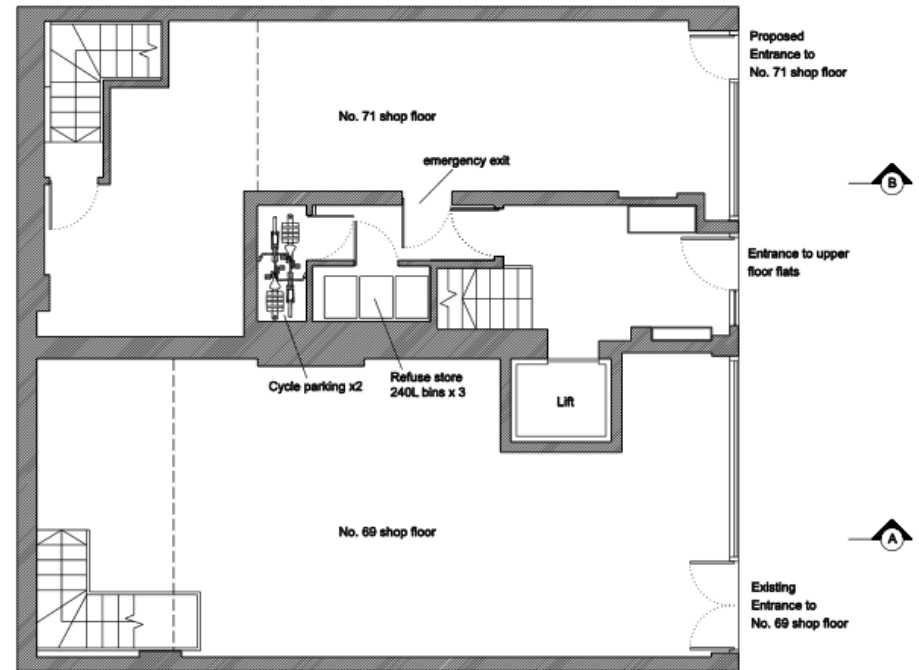 Proposed
Entrance to
No. 71 shop floor
No. 71 shop floor
emergency exit
B
Entrance to upper
floor flats
Cycle parking x2
Refuse store
240L bins x 3
Lift
No. 69 shop floor
A
Existing
Entrance to
No. 69 shop floor